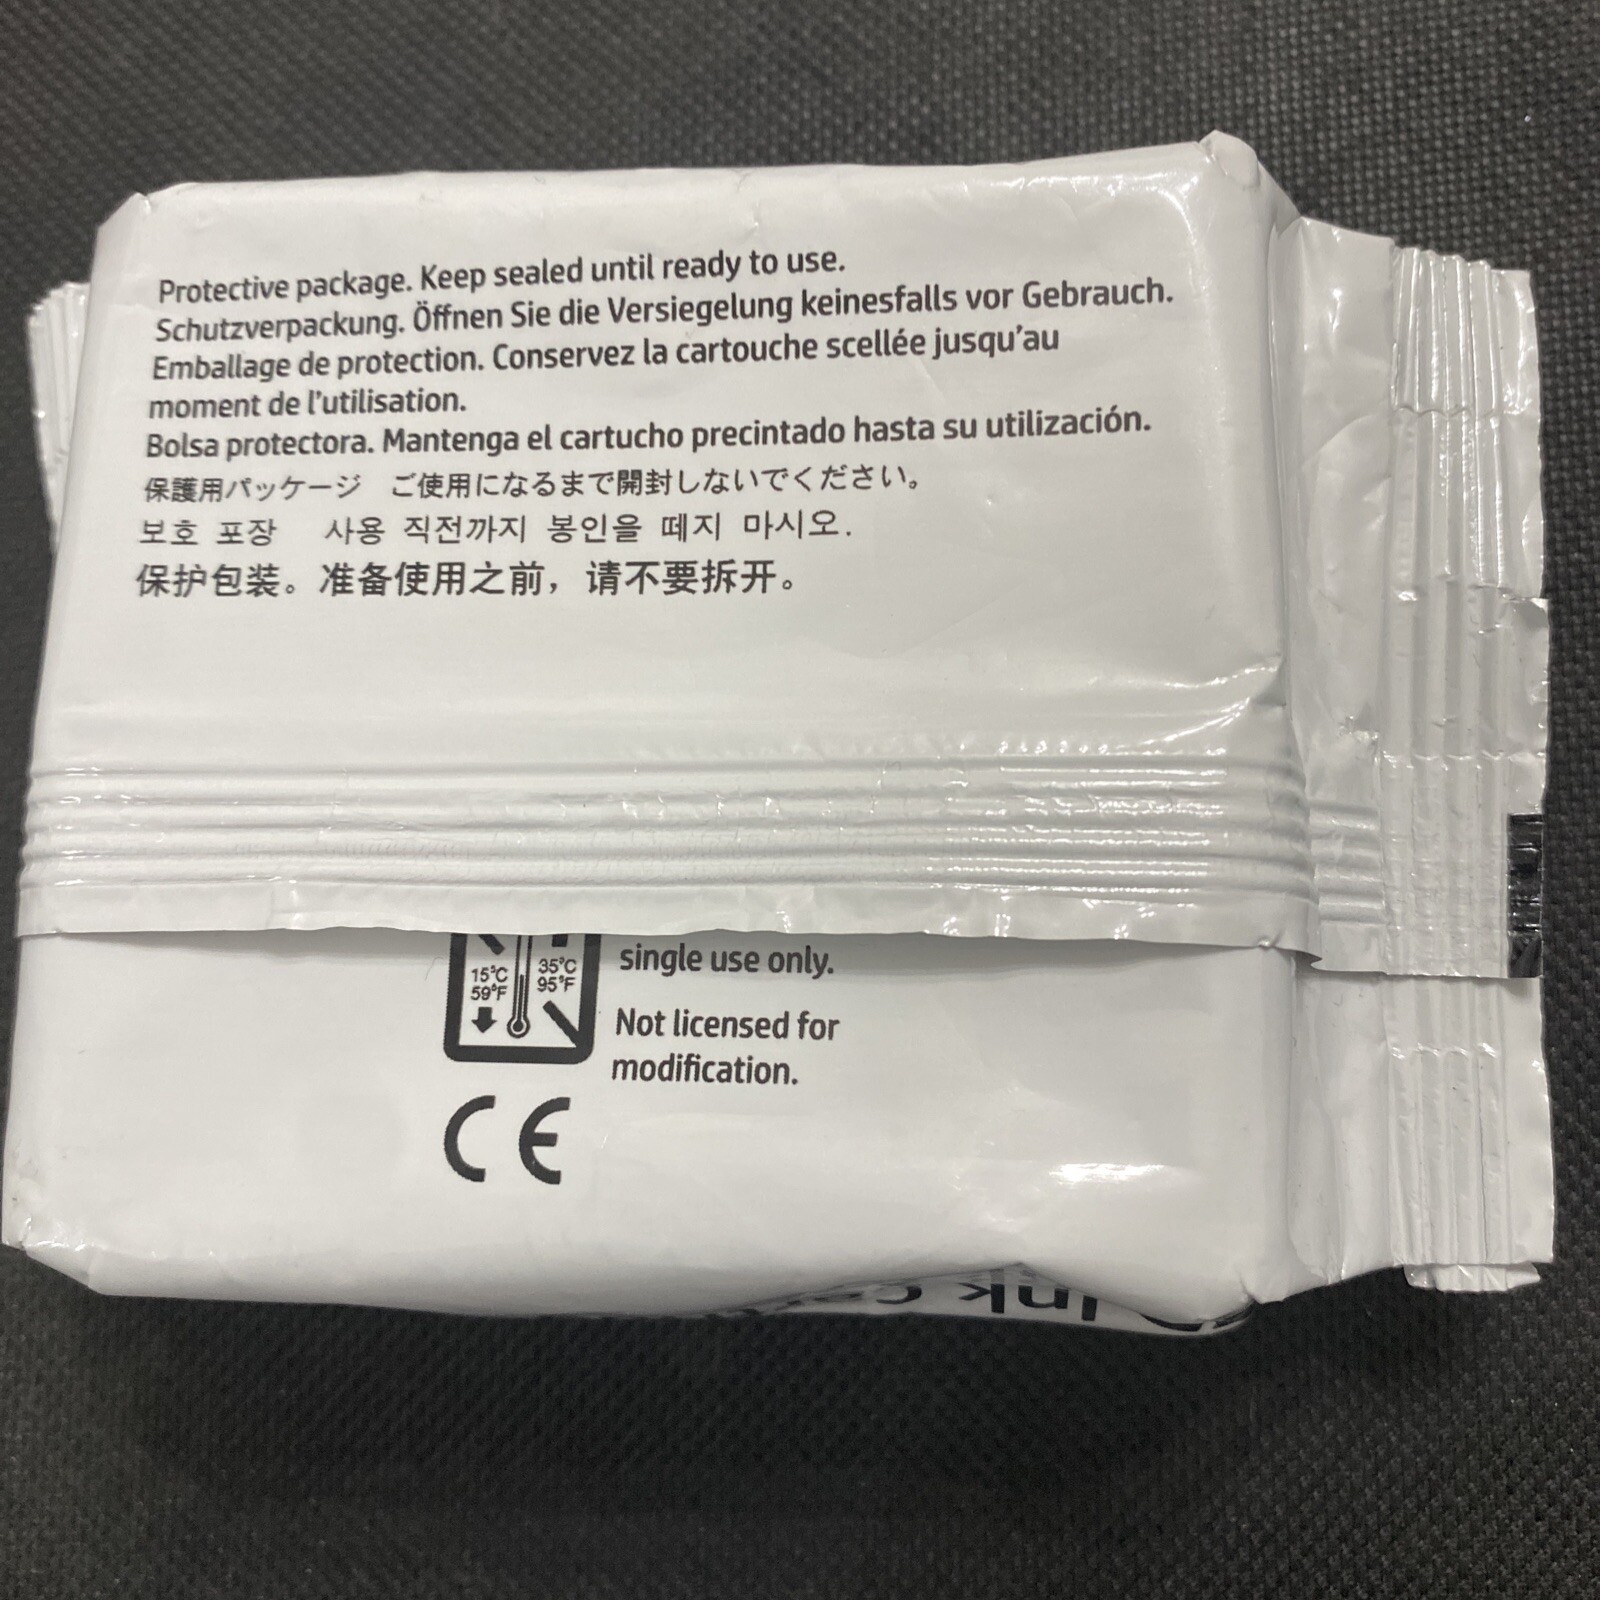 Protective package. Keep sealed until ready to use.
Schutzverpackung. Öffnen Sie die Versiegelung keinesfalls vor Gebrauch.
Emballage de protection. Conservez la cartouche scellée jusqu'au
moment de l'utilisation.
Bolsa protectora. Mantenga el cartucho precintado hasta su utilización.
保護用パッケージ ご使用になるまで開封しないでください。
보호 포장 사용 직전까지 봉인을 떼지 마시오.
保护包装。准备使用之前，请不要拆开。
single use only.
15°C 35°C
59°F 95°F
Not licensed for
modification.
CE
Ink